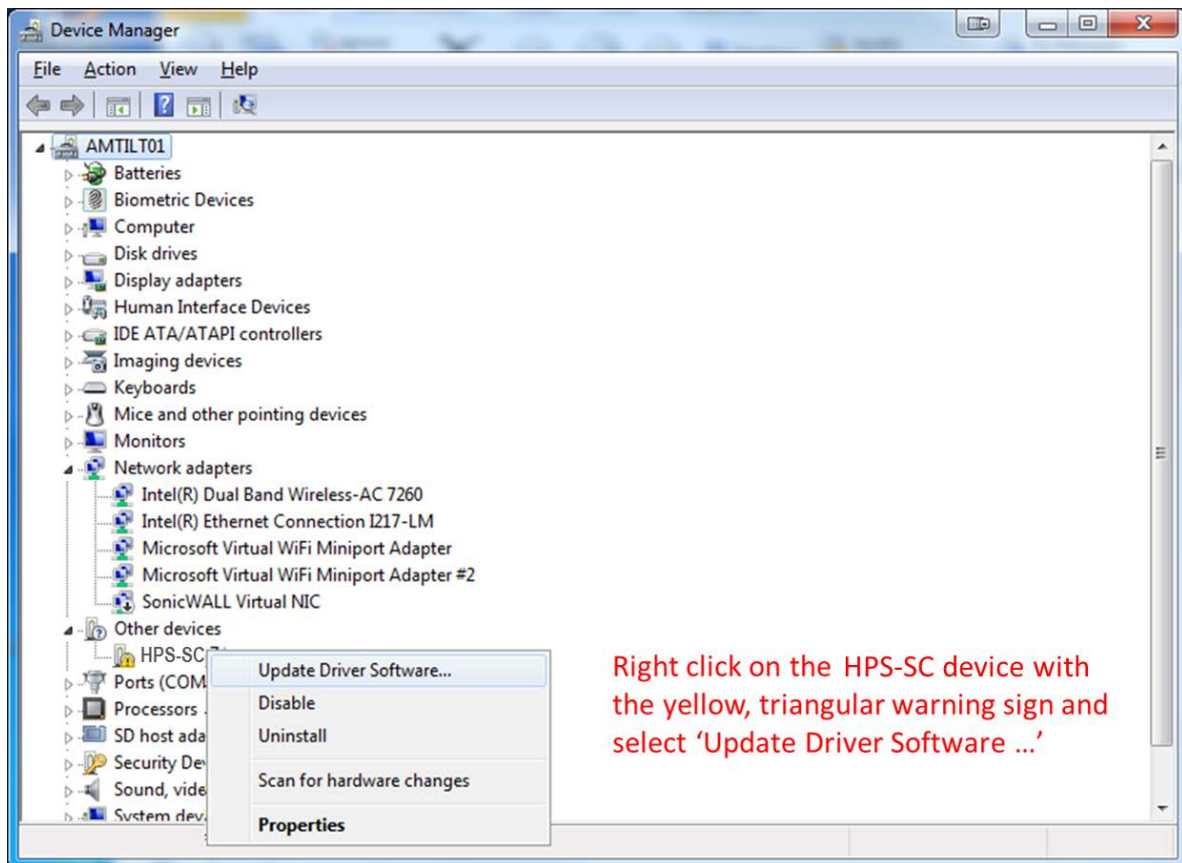 Device Manager
File Action View Help
AMTILT01
Batteries
Biometric Devices
Computer
Disk drives
Display adapters
Human Interface Devices
IDE ATA/ATAPI controllers
Imaging devices
Keyboards
Mice and other pointing devices
Monitors
Network adapters
Intel(R) Dual Band Wireless-AC 7260
Intel(R) Ethernet Connection I217-LM
Microsoft Virtual WiFi Miniport Adapter
Microsoft Virtual WiFi Miniport Adapter #2
SonicWALL Virtual NIC
Other devices
HPS-SC
Ports (COM
Processors
SD host ada
Security Dev
Sound, vide
System dev
Update Driver Software...
Disable
Uninstall
Scan for hardware changes
Properties
Right click on the HPS-SC device with
the yellow, triangular warning sign and
select ‘Update Driver Software ...’